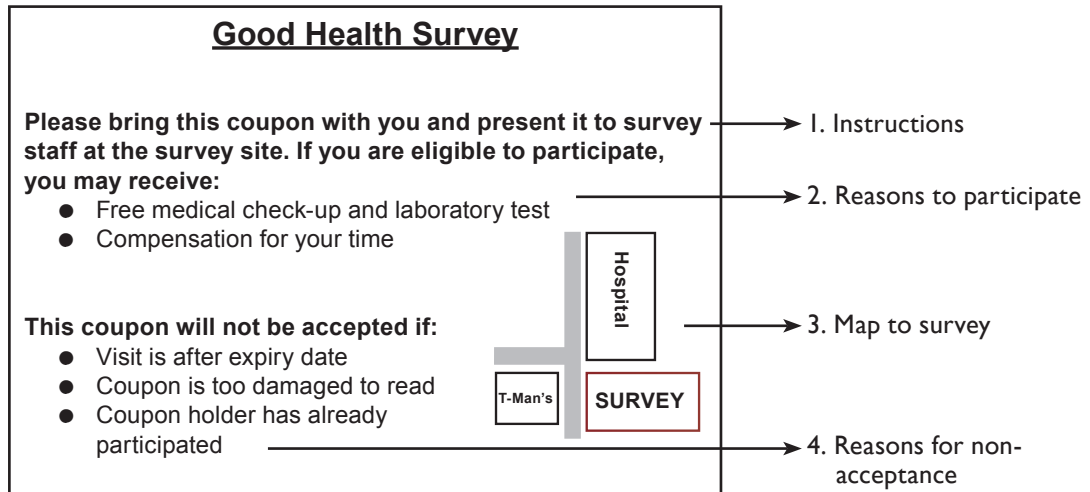 Good Health Survey
Please bring this coupon with you and present it to survey
staff at the survey site. If you are eligible to participate,
you may receive:
● Free medical check-up and laboratory test
● Compensation for your time
This coupon will not be accepted if:
● Visit is after expiry date
● Coupon is too damaged to read
● Coupon holder has already
participated
Hospital
T-Man's
SURVEY
1. Instructions
2. Reasons to participate
3. Map to survey
4. Reasons for non-
acceptance